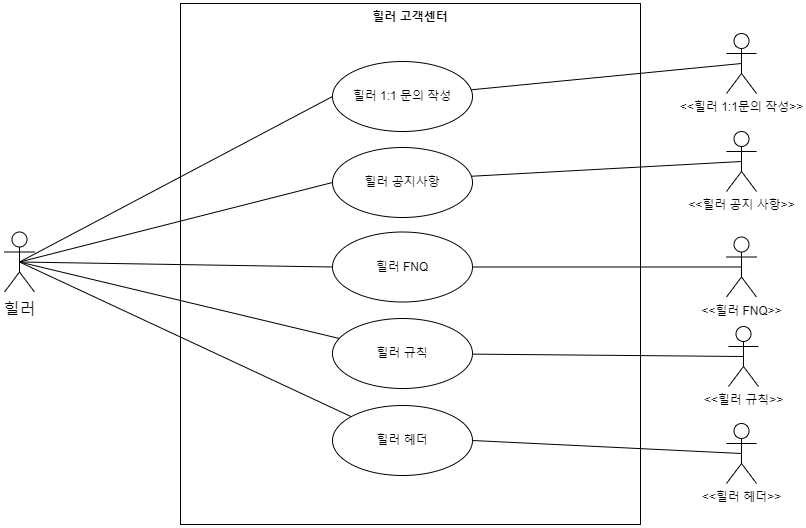 힐러 고객센터
힐러 1:1 문의 작성
<<힐러 1:1문의 작성>>
힐러 공지사항
<<힐러 공지 사항>>
힐러
힐러 FNQ
<<힐러 FNQ>>
힐러 규칙
<<힐러 규칙>>
힐러 헤더
<<힐러 헤더>>